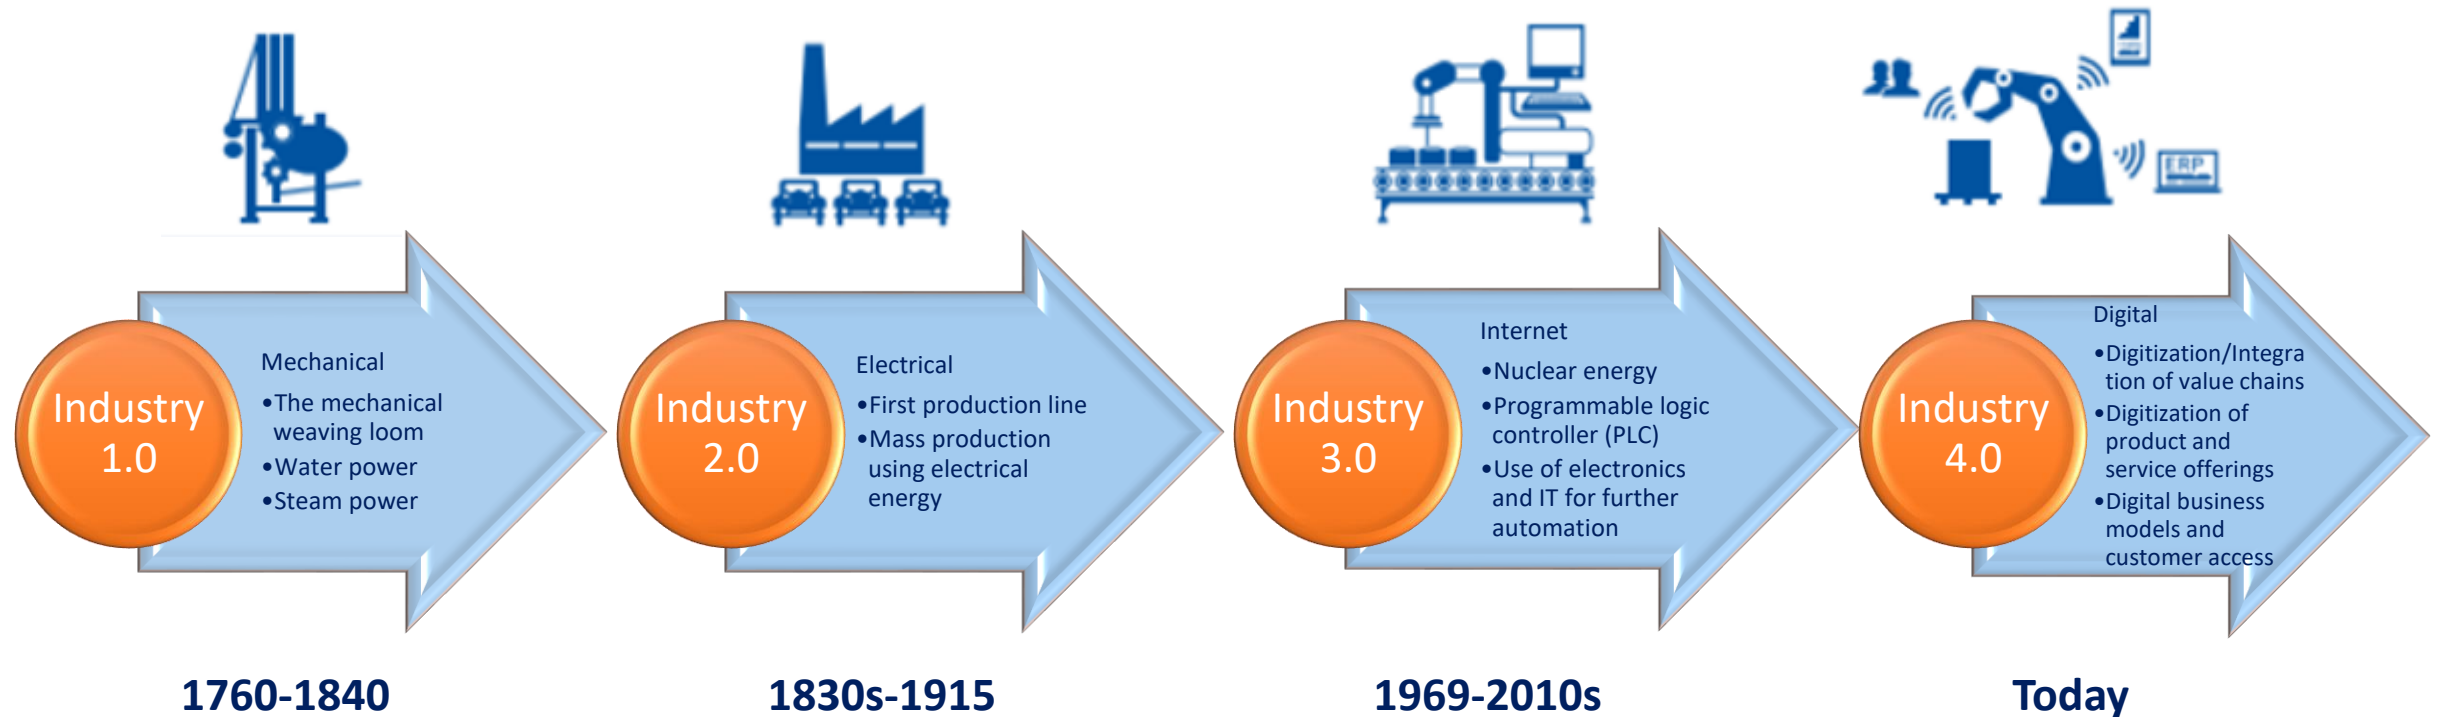 ERP
Industry
1.0
Mechanical
•The mechanical
weaving loom
•Water power
•Steam power
Industry
2.0
Electrical
•First production line
•Mass production
using electrical
energy
Industry
3.0
Internet
•Nuclear energy
•Programmable logic
controller (PLC)
•Use of electronics
and IT for further
automation
Industry
4.0
Digital
•Digitization/Integra
tion of value chains
•Digitization of
product and
service offerings
•Digital business
models and
customer access
1760-1840
1830s-1915
1969-2010s
Today